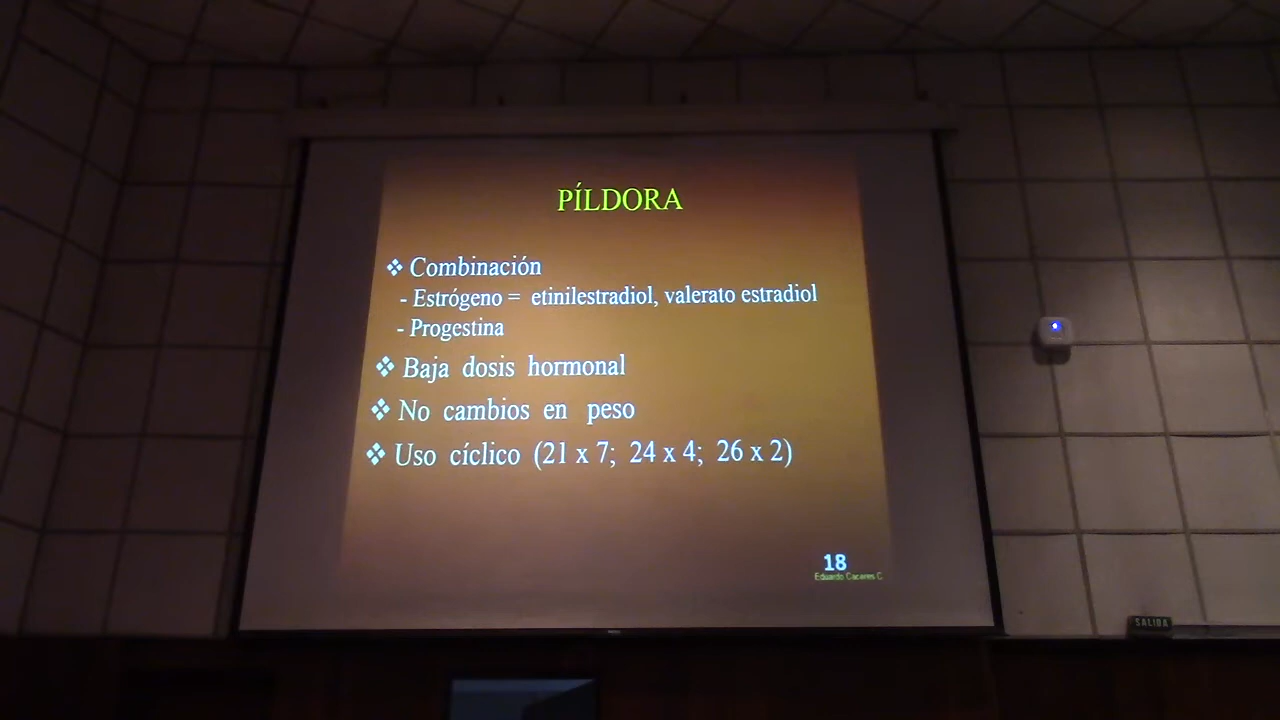 PÍLDORA
❖ Combinación
- Estrógeno = etinilestradiol, valerato estradiol
- Progestina
❖ Baja dosis hormonal
❖ No cambios en peso
❖ Uso cíclico (21 x 7; 24 x 4; 26 x 2)
18
Eduardo Caceres C
SALIDA